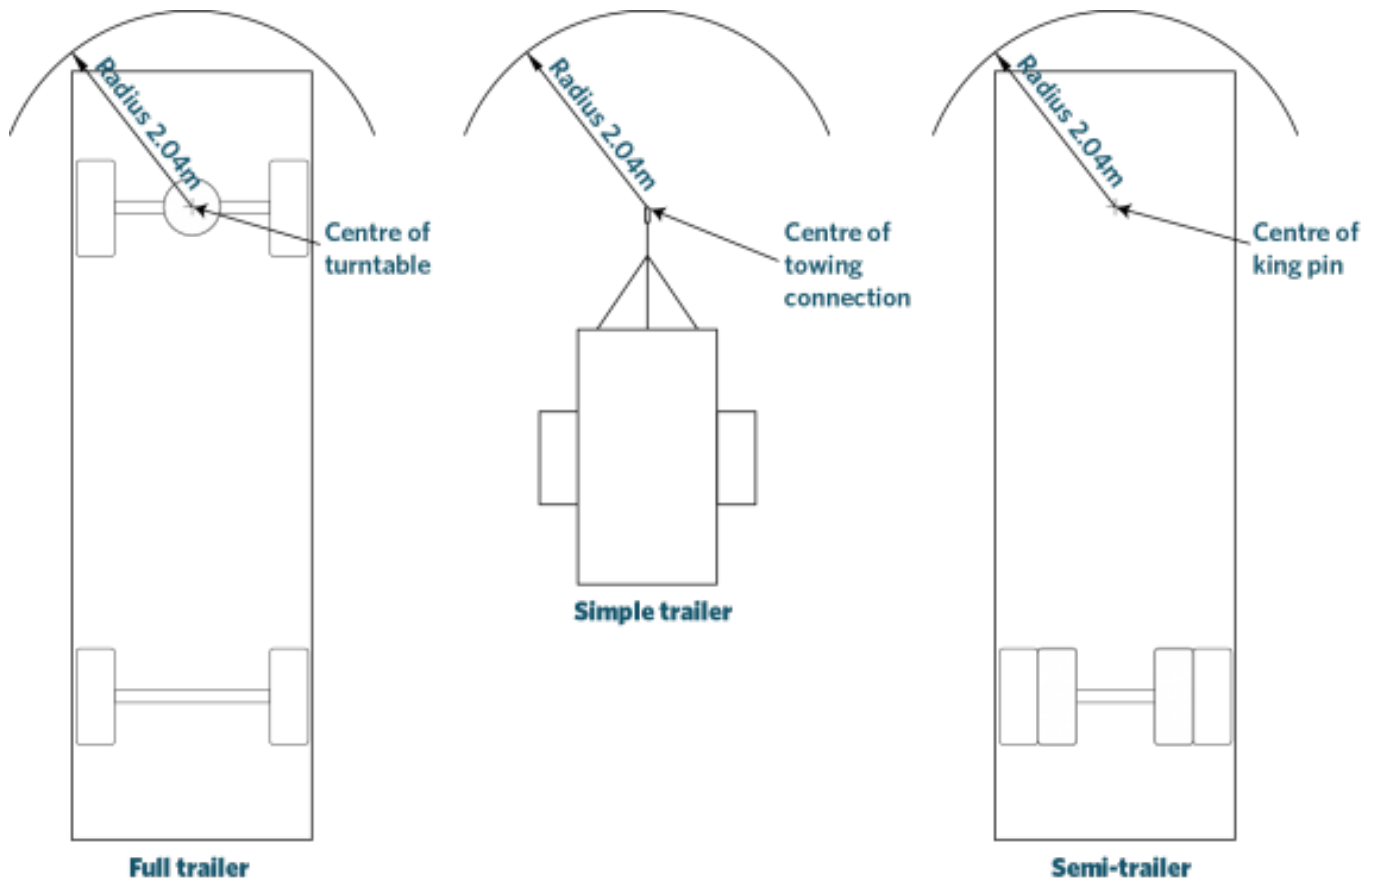 Radius 2.04m
Centre of
turntable
Full trailer
Radius 2.04m
Centre of
towing
connection
Simple trailer
Radius 2.04m
Centre of
king pin
Semi-trailer